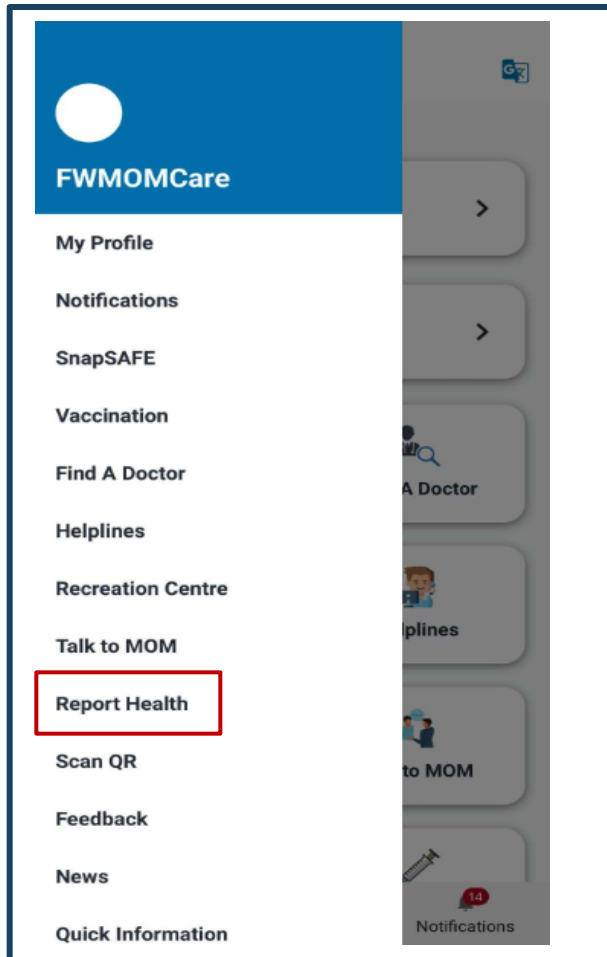 FWMOMCare
My Profile
Notifications
SnapSAFE
Vaccination
Find A Doctor
Helplines
Recreation Centre
Talk to MOM
Report Health
Scan QR
Feedback
News
Quick Information
G
A Doctor
lplines
to MOM
14
Notifications